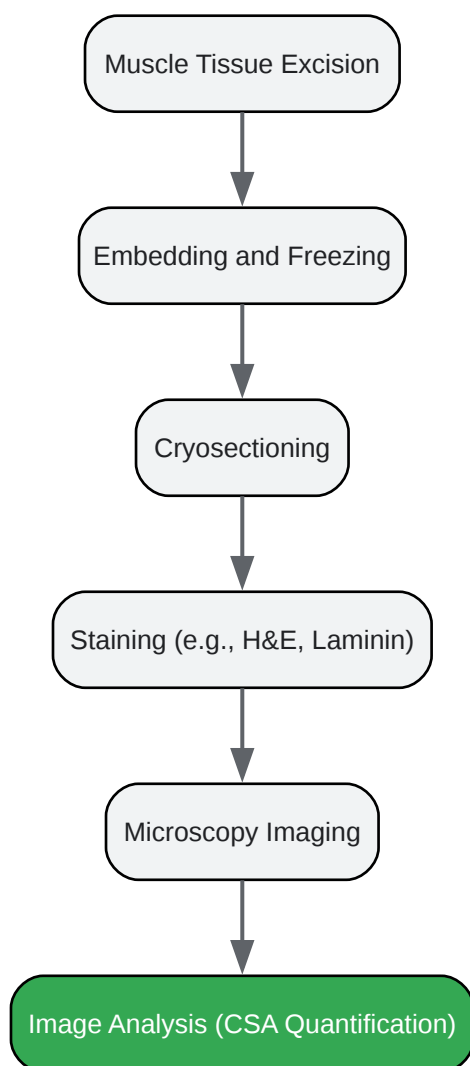 Muscle Tissue Excision
Embedding and Freezing
Cryosectioning
Staining (e.g., H&E, Laminin)
Microscopy Imaging
Image Analysis (CSA Quantification)